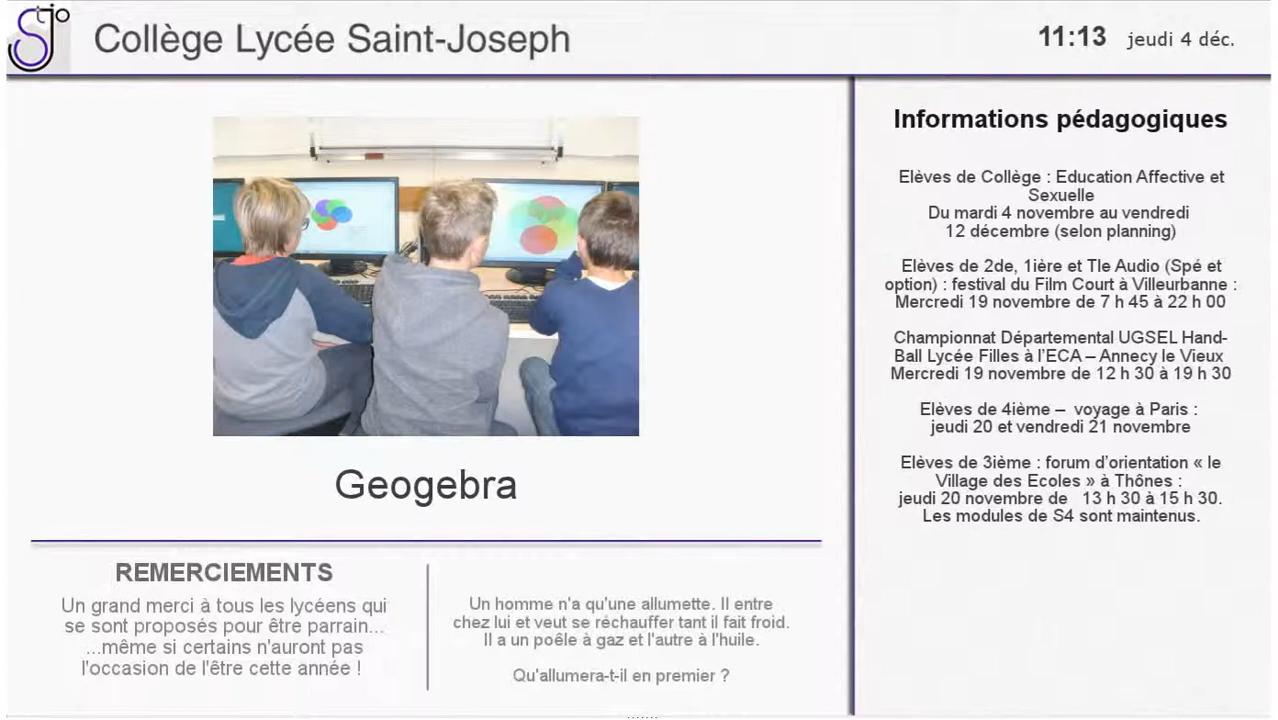 Collège Lycée Saint-Joseph
11:13 jeudi 4 déc.
Geogebra
REMERCIEMENTS
Un grand merci à tous les lycéens qui
se sont proposés pour être parrain...
...même si certains n'auront pas
l'occasion de l'être cette année !
Un homme n'a qu'une allumette. Il entre
chez lui et veut se réchauffer tant il fait froid.
Il a un poêle à gaz et l'autre à l'huile.
Qu'allumera-t-il en premier ?
Informations pédagogiques
Elèves de Collège : Education Affective et
Sexuelle
Du mardi 4 novembre au vendredi
12 décembre (selon planning)
Elèves de 2de, 1ière et Tle Audio (Spé et
option) : festival du Film Court à Villeurbanne :
Mercredi 19 novembre de 7 h 45 à 22 h 00
Championnat Départemental UGSEL Hand-
Ball Lycée Filles à l’ECA – Annecy le Vieux
Mercredi 19 novembre de 12 h 30 à 19 h 30
Elèves de 4ième – voyage à Paris :
jeudi 20 et vendredi 21 novembre
Elèves de 3ième : forum d’orientation « le
Village des Ecoles » à Thônes :
jeudi 20 novembre de 13 h 30 à 15 h 30.
Les modules de S4 sont maintenus.